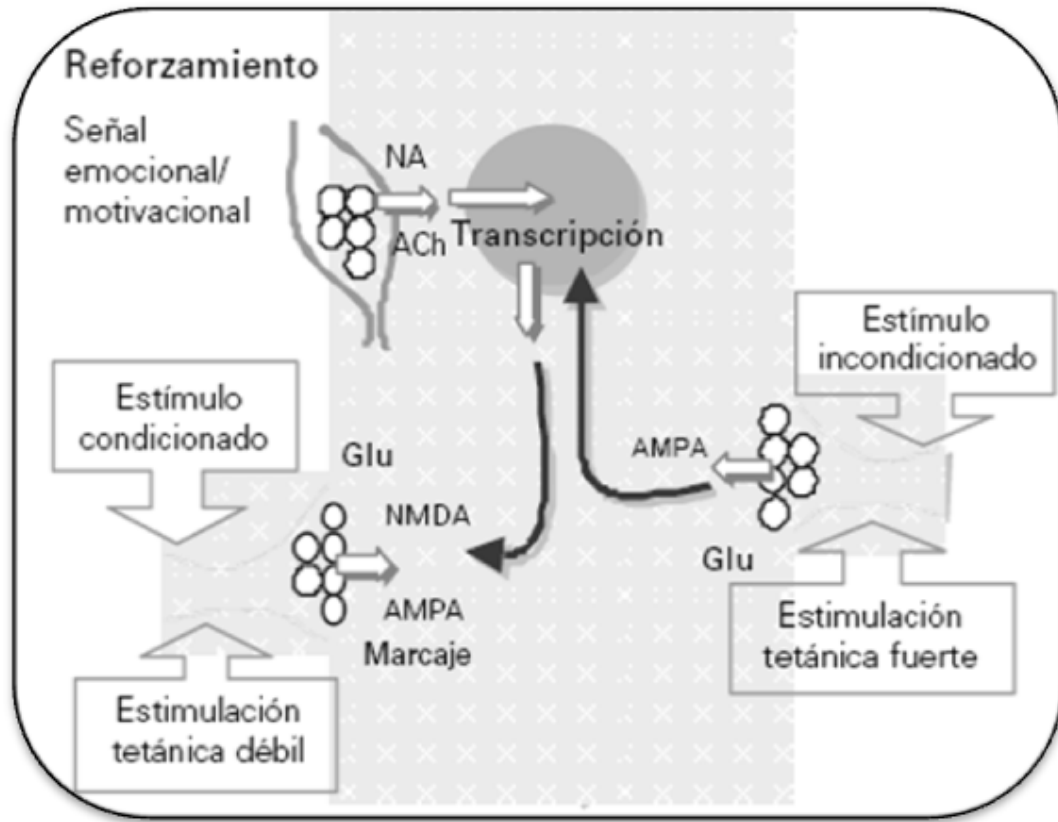 Reforzamiento
Señal
emocional/
motivacional
NA
ACh
Transcripción
Estímulo
condicionado
Estímulo
incondicionado
Glu
NMDA
AMPA
Marcaje
AMPA
Glu
Estimulación
tetánica débil
Estimulación
tetánica fuerte